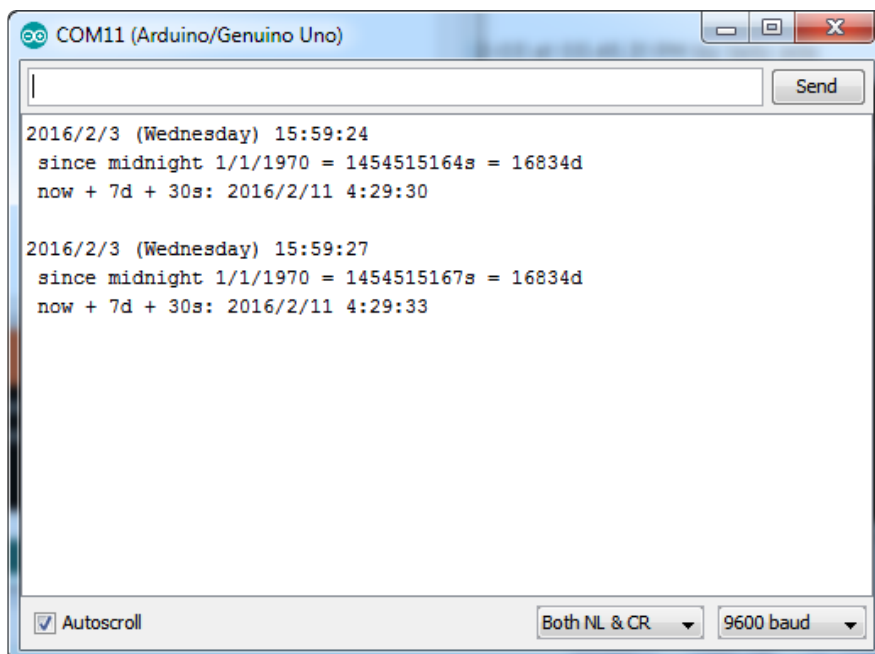 COM11 (Arduino/Genuino Uno)
Send
2016/2/3 (Wednesday) 15:59:24
since midnight 1/1/1970 = 1454515164s = 16834d
now + 7d + 30s: 2016/2/11 4:29:30
2016/2/3 (Wednesday) 15:59:27
since midnight 1/1/1970 = 1454515167s = 16834d
now + 7d + 30s: 2016/2/11 4:29:33
Autoscroll Both NL & CR 9600 baud